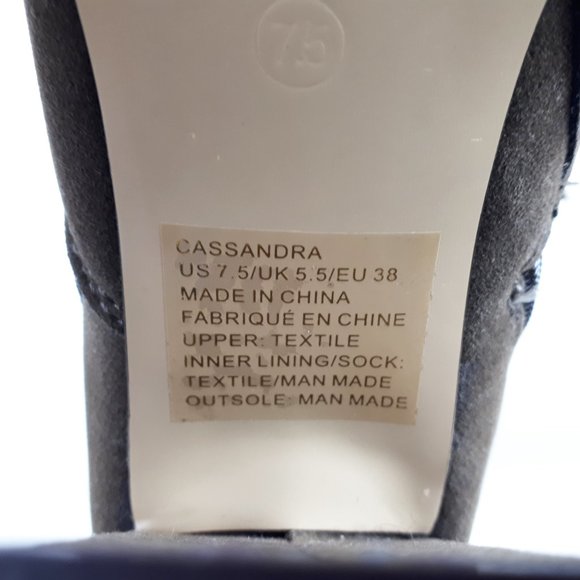 7.5
CASSANDRA
US 7.5/UK 5.5/EU 38
MADE IN CHINA
FABRIQUÉ EN CHINE
UPPER: TEXTILE
INNER LINING/SOCK:
TEXTILE/MAN MADE
OUTSOLE: MAN MADE